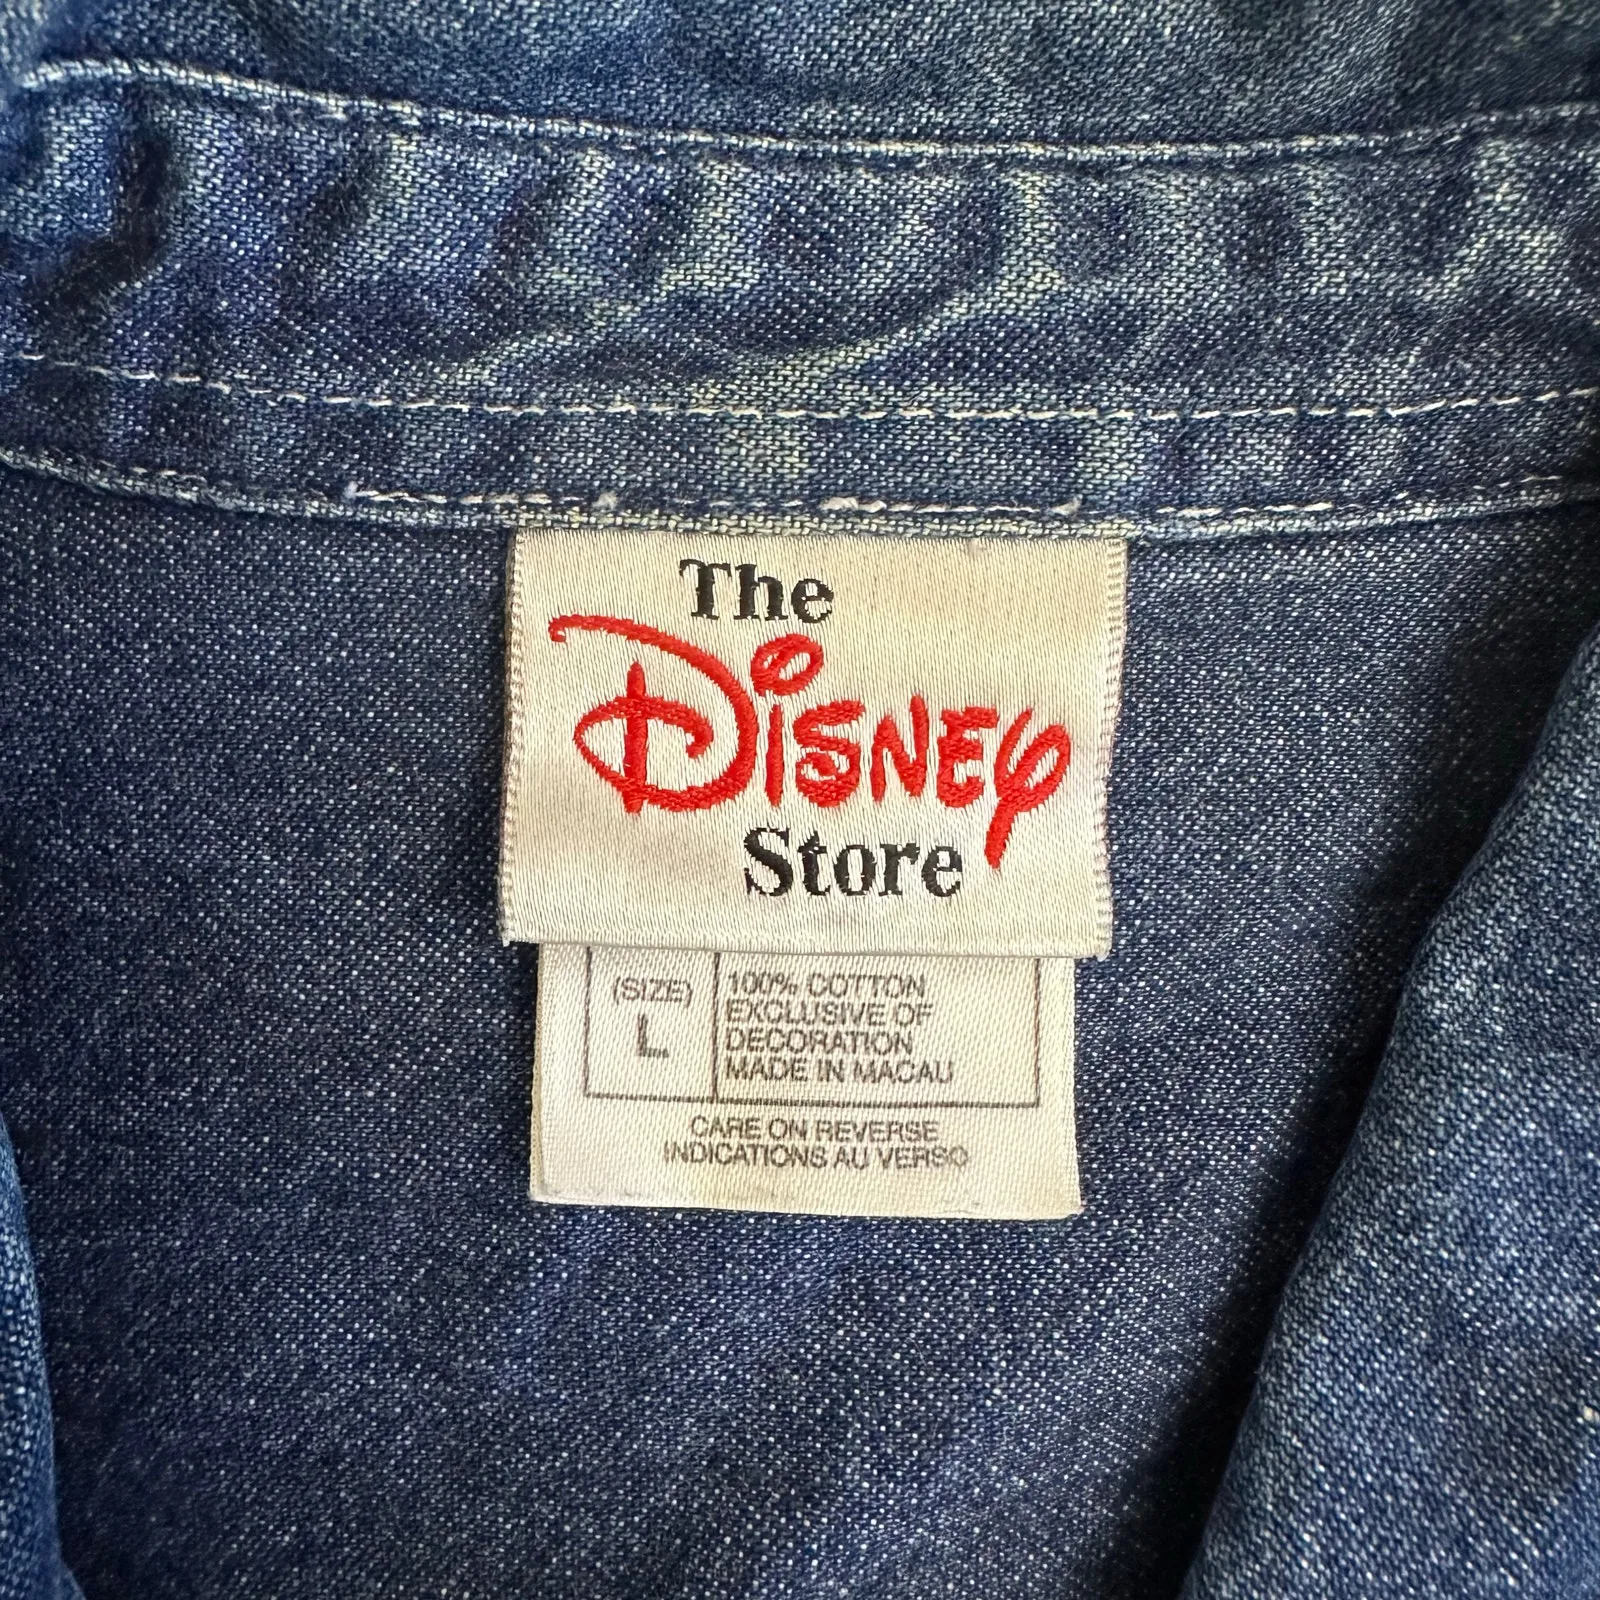 The
Disney
Store
(SIZE)
L
100% COTTON
EXCLUSIVE OF
DECORATION
MADE IN MACAU
CARE ON REVERSE
INDICATIONS AU VERSO